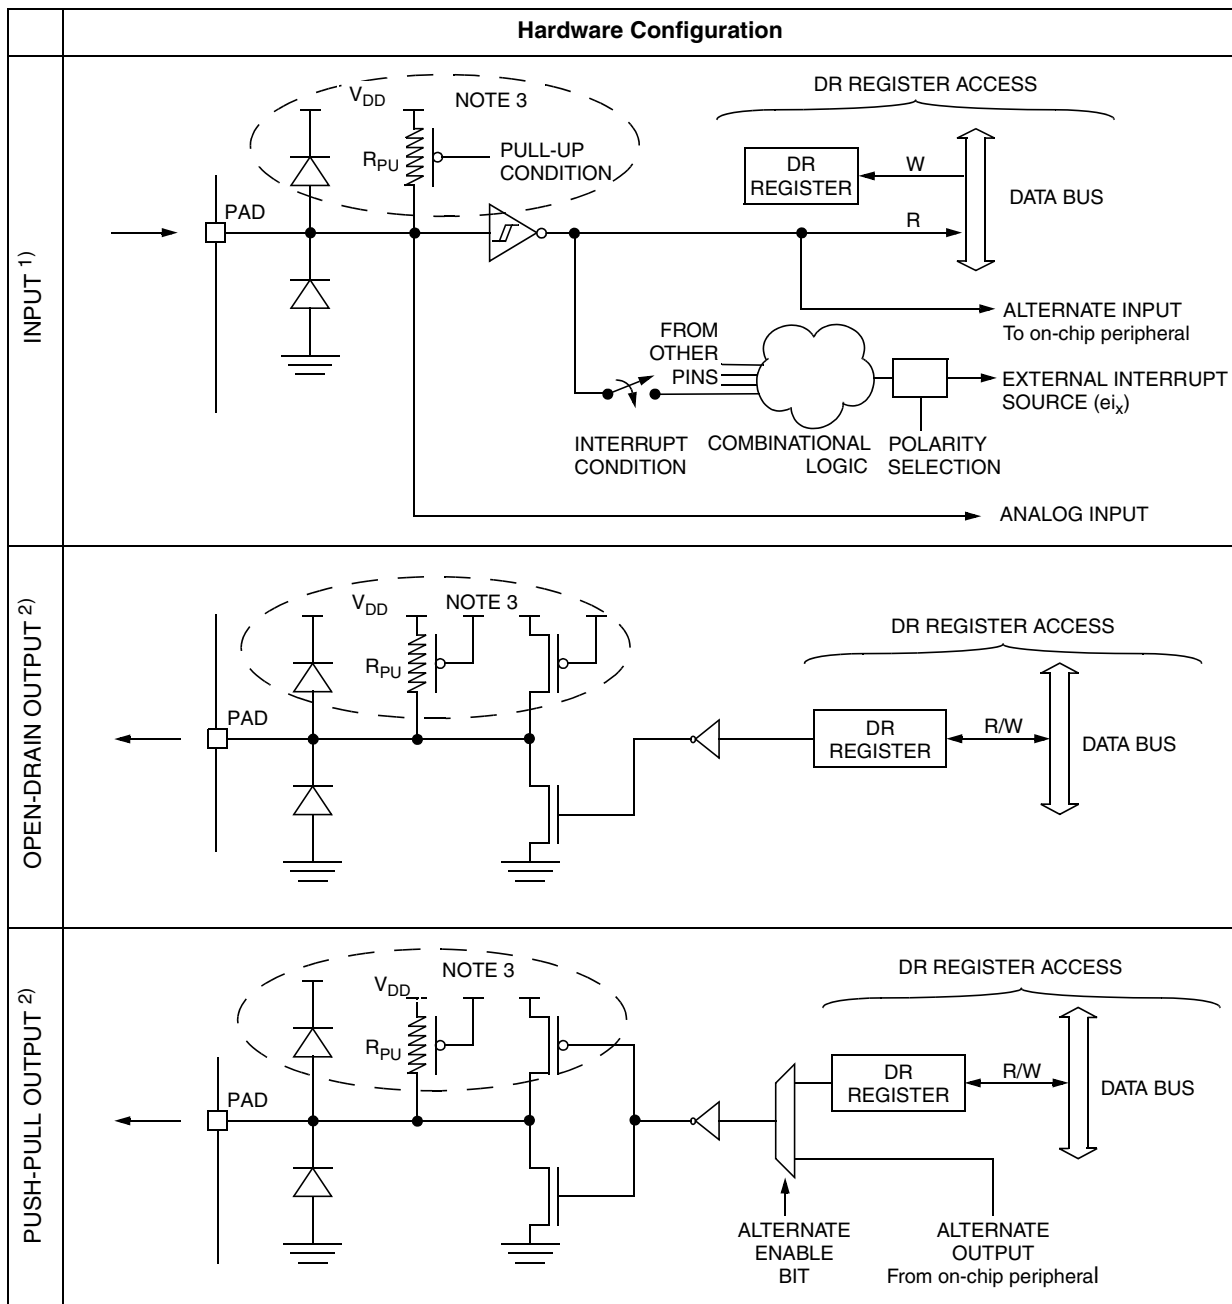 Hardware Configuration
INPUT 1)
VDD
NOTE 3
RPU
PULL-UP
CONDITION
PAD
DR REGISTER ACCESS
DR
REGISTER
W
R
DATA BUS
ALTERNATE INPUT
To on-chip peripheral
FROM
OTHER
PINS
EXTERNAL INTERRUPT
SOURCE (eix)
INTERRUPT
CONDITION
COMBINATIONAL
LOGIC
POLARITY
SELECTION
ANALOG INPUT
OPEN-DRAIN OUTPUT 2)
VDD
NOTE 3
RPU
PAD
DR REGISTER ACCESS
DR
REGISTER
R/W
DATA BUS
PUSH-PULL OUTPUT 2)
NOTE 3
VDD
RPU
PAD
DR REGISTER ACCESS
DR
REGISTER
R/W
DATA BUS
ALTERNATE
ENABLE
BIT
ALTERNATE
OUTPUT
From on-chip peripheral